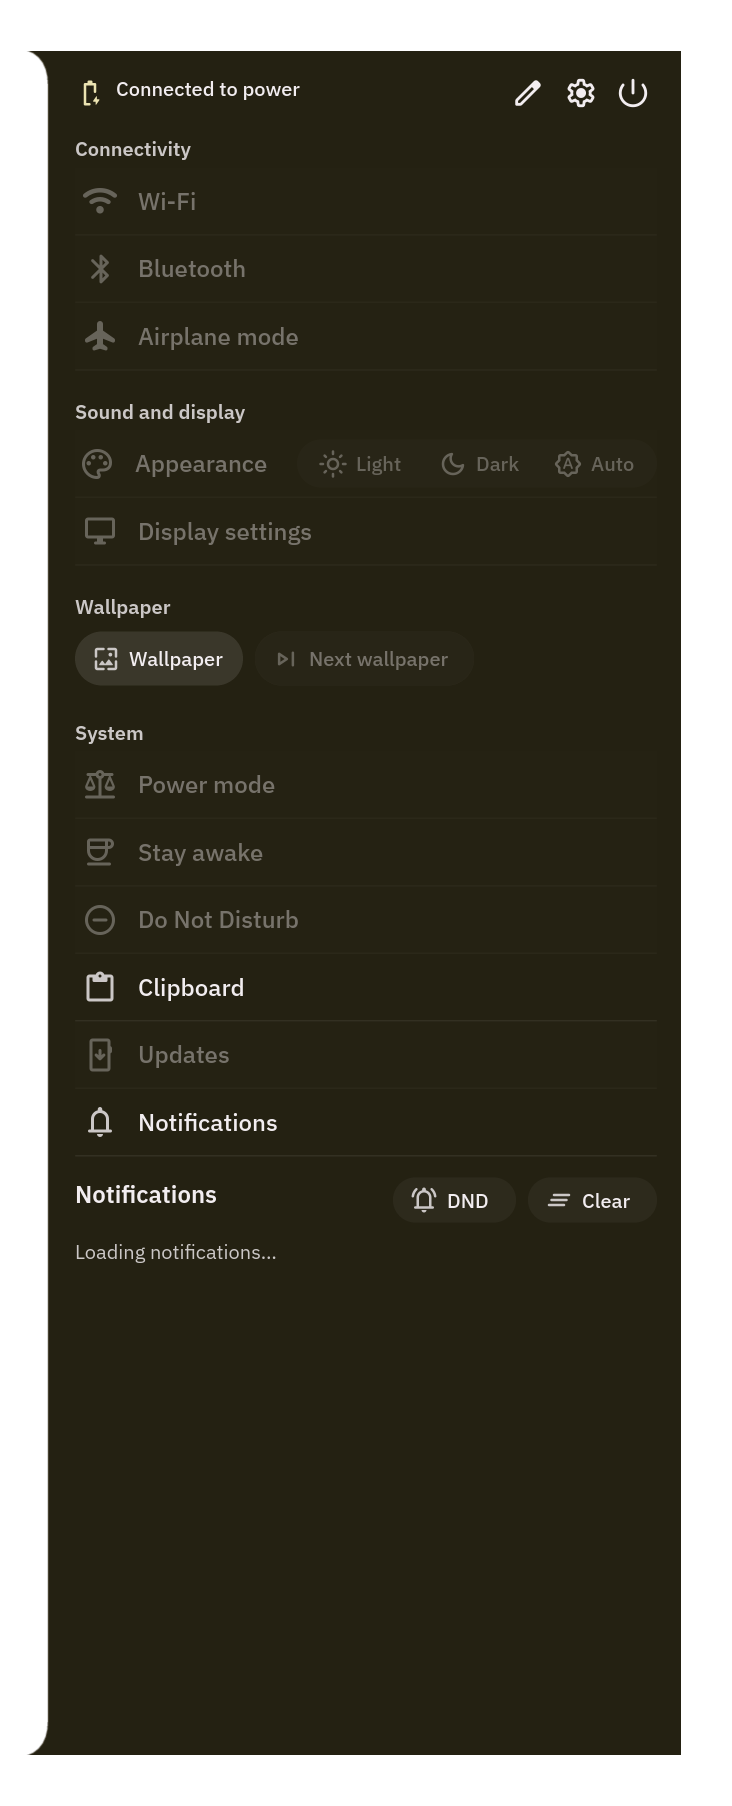 Connected to power
Connectivity
Wi-Fi
Bluetooth
Airplane mode
Sound and display
Appearance Light Dark Auto
Display settings
Wallpaper
Wallpaper Next wallpaper
System
Power mode
Stay awake
Do Not Disturb
Clipboard
Updates
Notifications
Notifications DND Clear
Loading notifications...